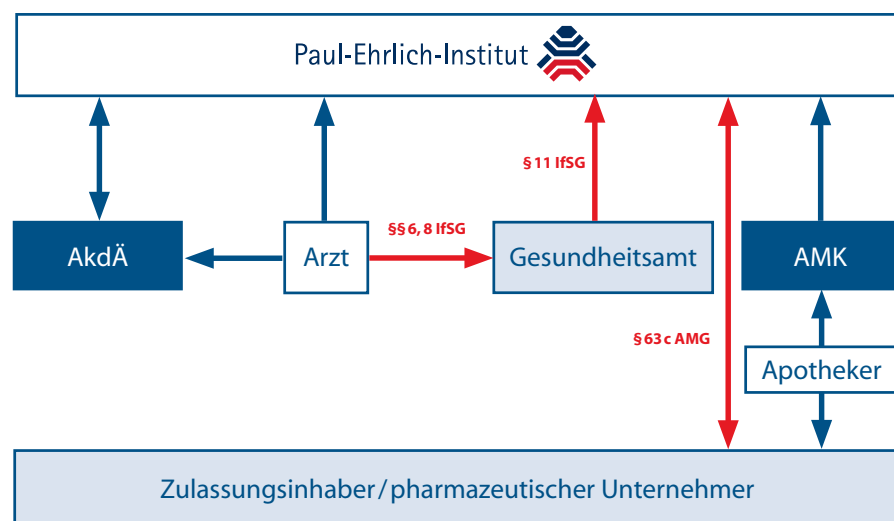 Paul-Ehrlich-Institut
§ 11 IfSG
§§ 6, 8 IfSG
AkdÄ
Arzt
Gesundheitsamt
AMK
§ 63 c AMG
Apotheker
Zulassungsinhaber / pharmazeutischer Unternehmer